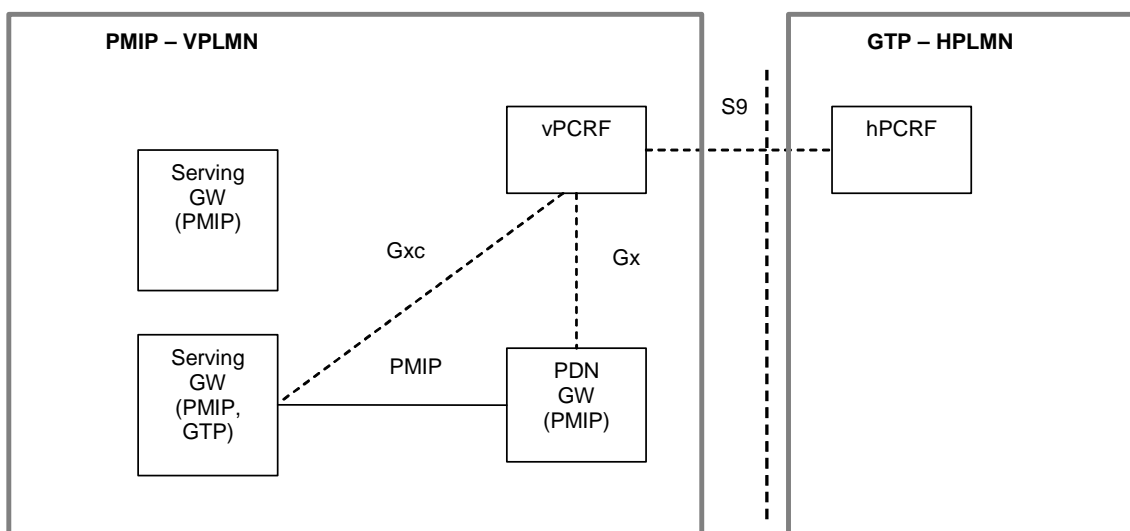 PMIP – VPLMN
GTP – HPLMN
S9
vPCRF
hPCRF
Serving
GW
(PMIP)
Gxc
Gx
Serving
GW
(PMIP,
GTP)
PMIP
PDN
GW
(PMIP)